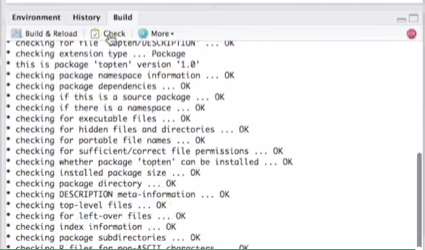 Environment History Build
Build & Reload Check More
* checking for file 'topten/DESCRIPTION' ... OK
* checking extension type ... Package
* this is package 'topten' version '1.0'
* checking package namespace information ... OK
* checking package dependencies ... OK
* checking if this is a source package ... OK
* checking if there is a namespace ... OK
* checking for executable files ... OK
* checking for hidden files and directories ... OK
* checking for portable file names ... OK
* checking for sufficient/correct file permissions ... OK
* checking whether package 'topten' can be installed ... OK
* checking installed package size ... OK
* checking package directory ... OK
* checking DESCRIPTION meta-information ... OK
* checking top-level files ... OK
* checking for left-over files ... OK
* checking index information ... OK
* checking package subdirectories ... OK
* checking R files for non-ASCII characters ... OK